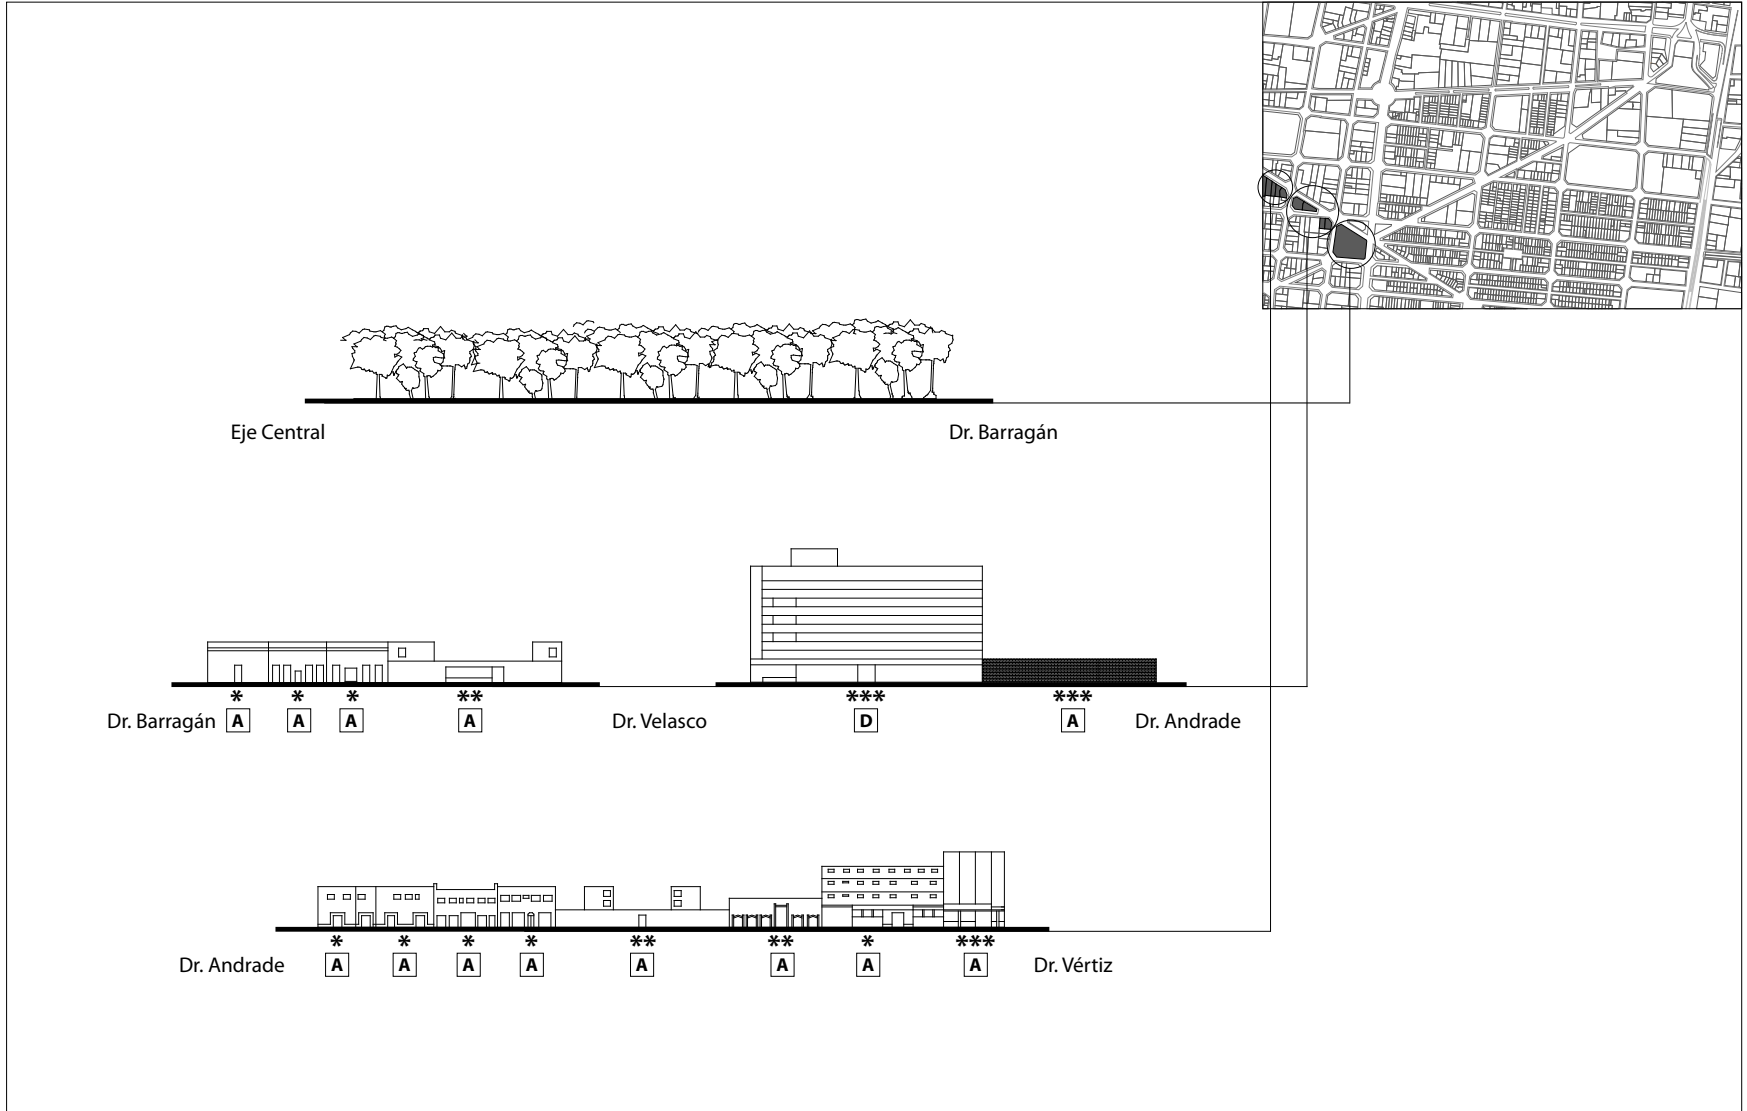 Eje Central Dr. Barragán
* * * ** *** ***
Dr. Barragán A A A A Dr. Velasco D A Dr. Andrade
* * * * ** ** * ***
Dr. Andrade A A A A A A A A Dr. Vértiz